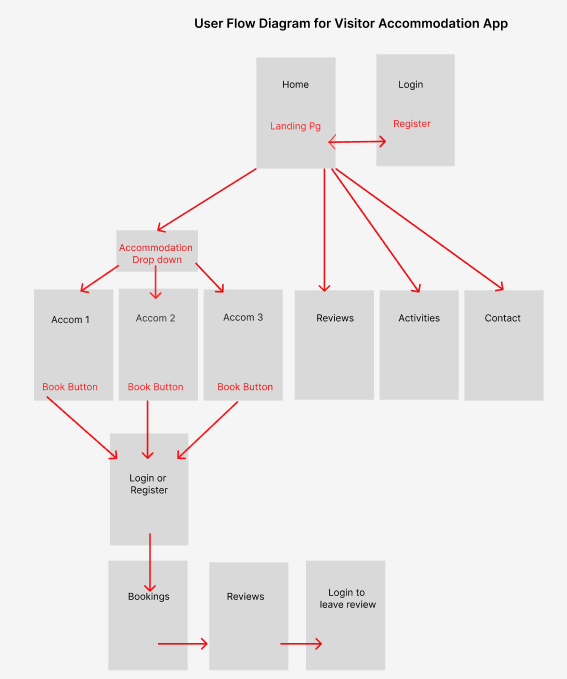 User Flow Diagram for Visitor Accommodation App
Home
Login
Landing Pg
Register
Accommodation
Drop down
Accom 1
Accom 2
Accom 3
Reviews
Activities
Contact
Book Button
Book Button
Book Button
Login or
Register
Bookings
Reviews
Login to
leave review